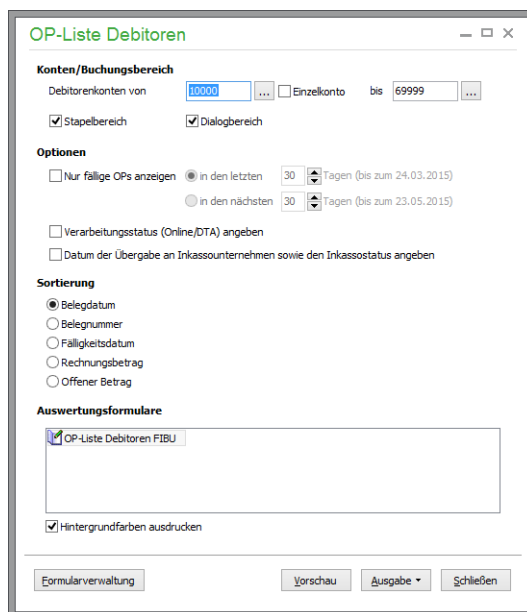 OP-Liste Debitoren
Konten/Buchungsbereich
Debitorenkonten von 10000 ... Einzelkonto bis 69999 ...
Stapelbereich Dialogbereich
Optionen
Nur fällige OPs anzeigen in den letzten 30 Tagen (bis zum 24.03.2015)
in den nächsten 30 Tagen (bis zum 23.05.2015)
Verarbeitungsstatus (Online/DTA) angeben
Datum der Übergabe an Inkassounternehmen sowie den Inkassostatus angeben
Sortierung
Belegdatum
Belegnummer
Fälligkeitsdatum
Rechnungsbetrag
Offener Betrag
Auswertungsformulare
OP-Liste Debitoren FIBU
Hintergrundfarben ausdrucken
Formularverwaltung Vorschau Ausgabe Schließen